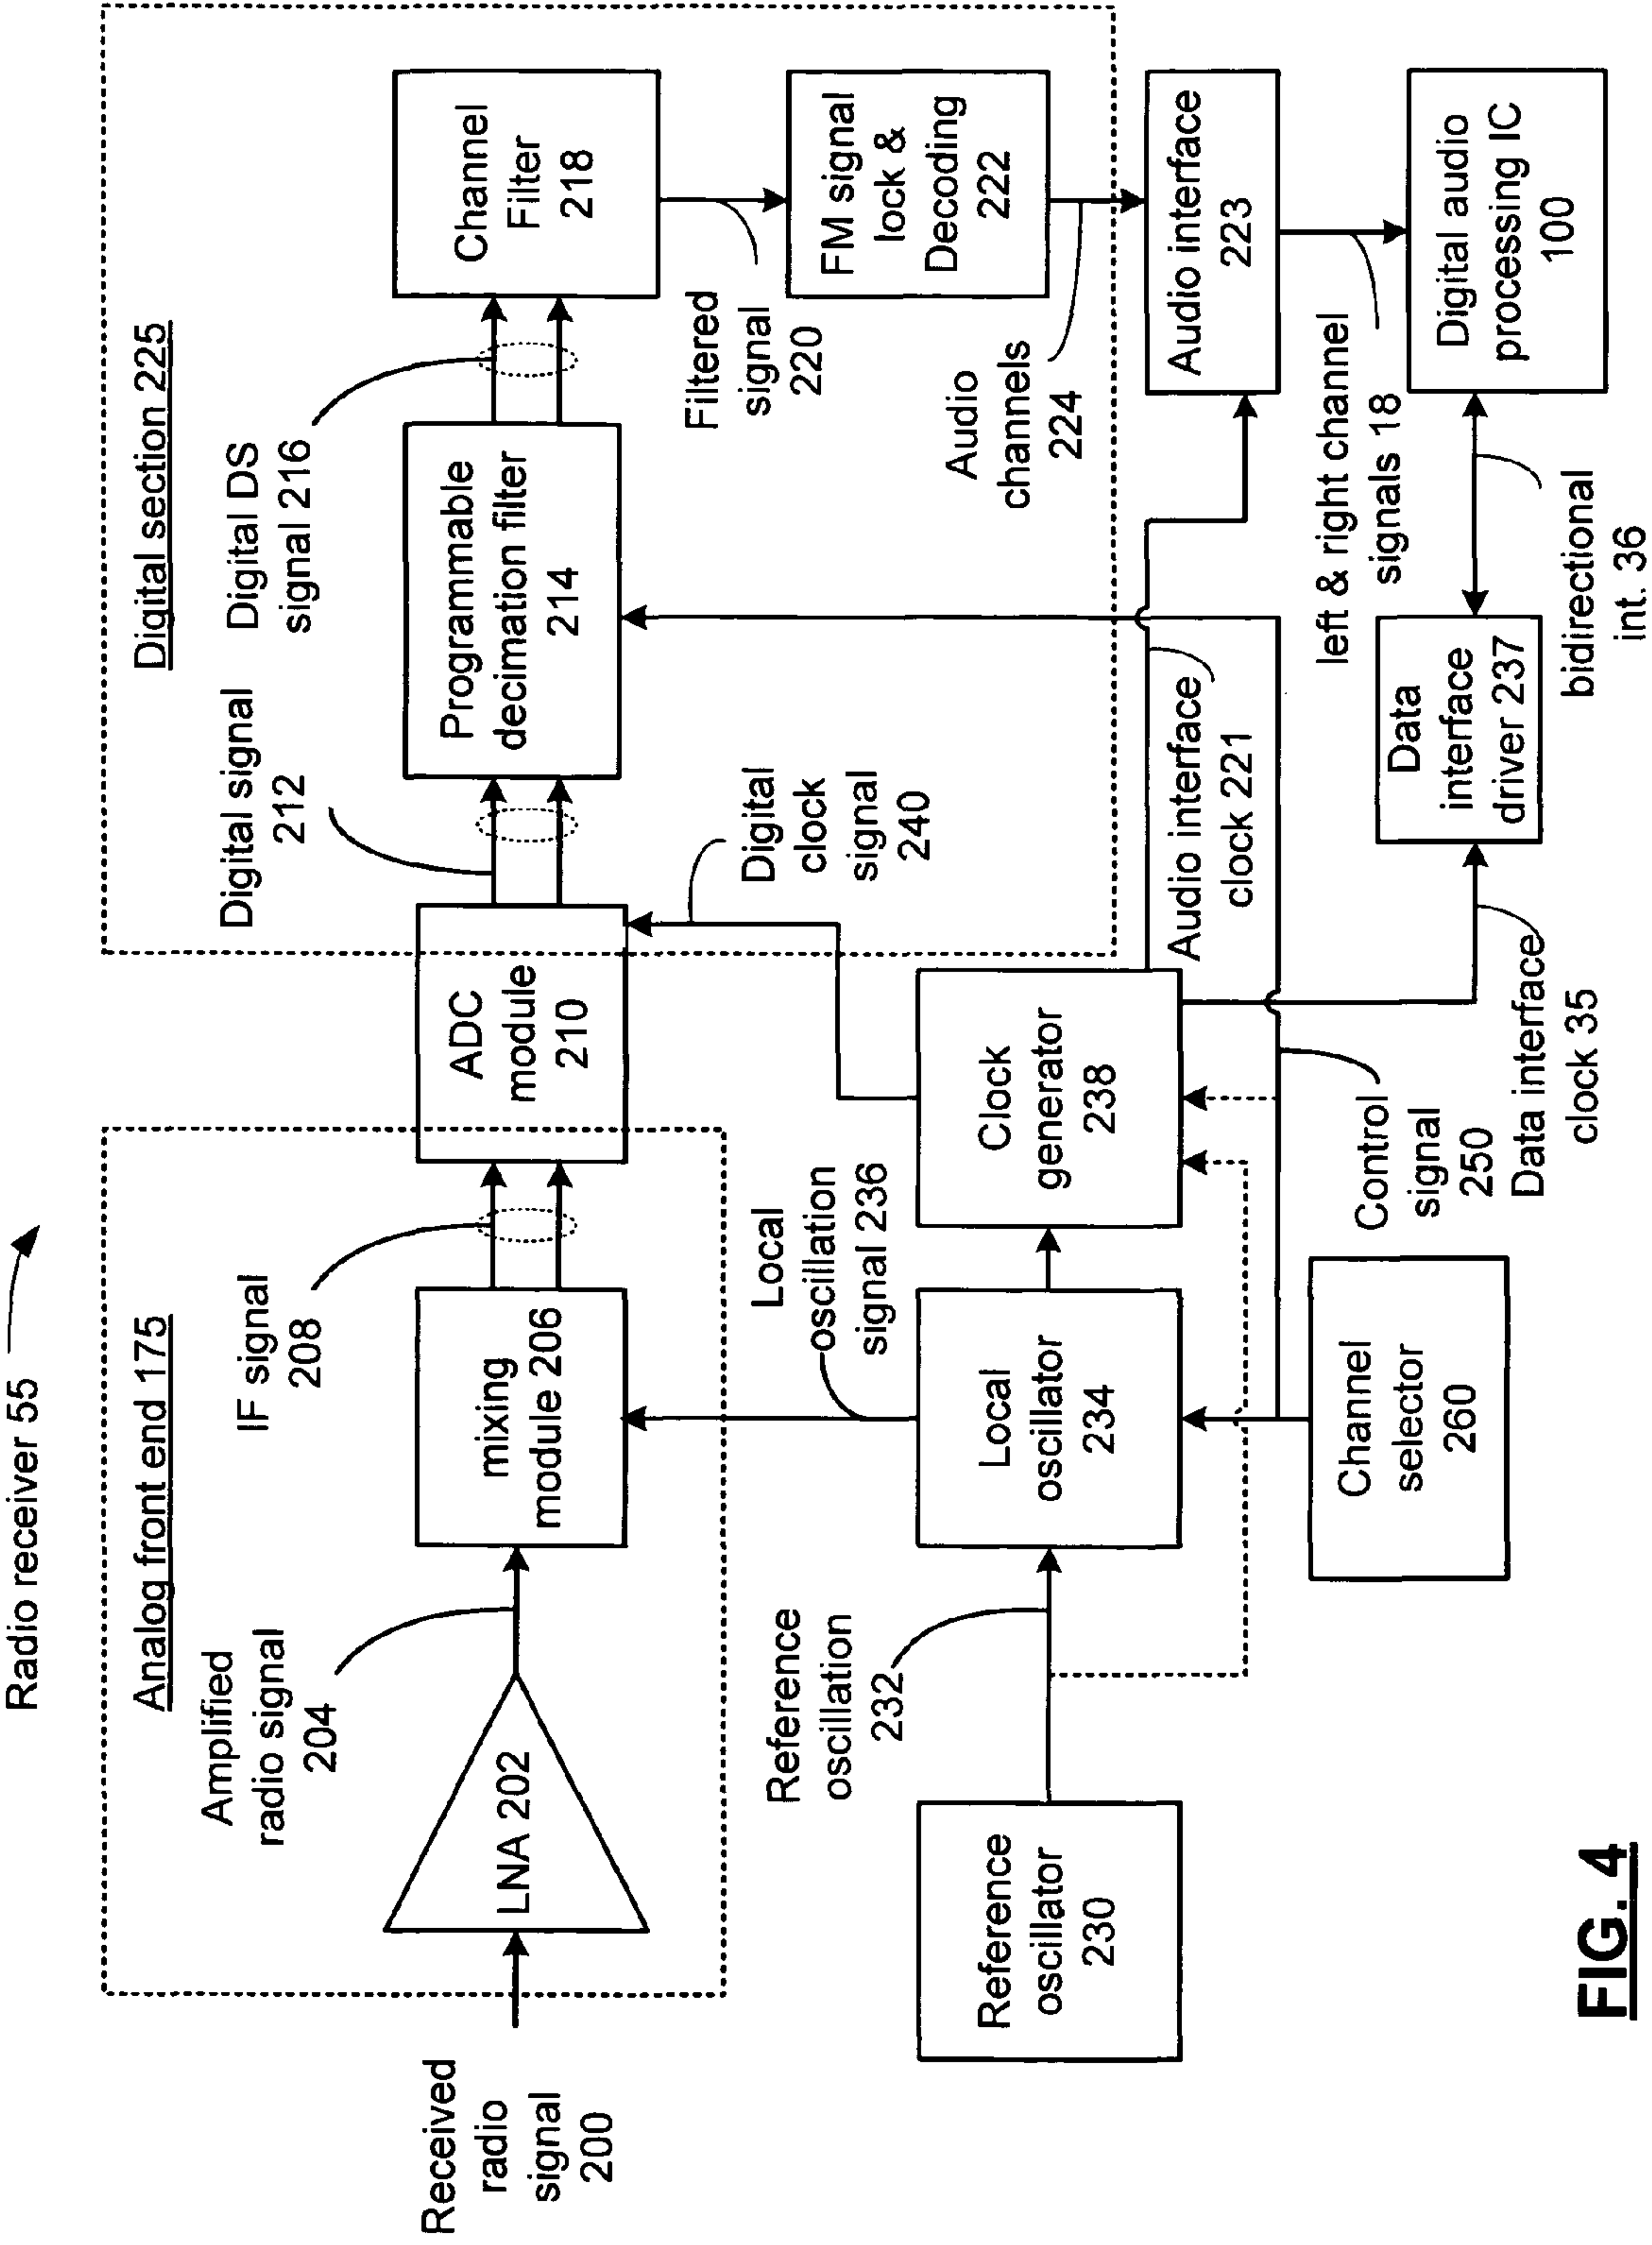 Radio receiver 55
Analog front end 175
Digital section 225
Amplified
radio signal
204
IF signal
208
Digital signal
212
Digital DS
signal 216
Received
radio
signal
200
LNA 202
mixing
module 206
ADC
module
210
Programmable
decimation filter
214
Channel
Filter
218
Filtered
signal
220
FM signal
lock &
Decoding
222
Digital
clock
signal
240
Local
oscillation
signal 236
Reference
oscillation
232
Audio
channels
224
Reference
oscillator
230
Local
oscillator
234
Clock
generator
238
Audio interface
clock 221
Audio interface
223
left & right channel
signals 18
Channel
selector
260
Control
signal
250
Data interface
clock 35
Data
interface
driver 237
bidirectional
int. 36
Digital audio
processing IC
100
FIG. 4